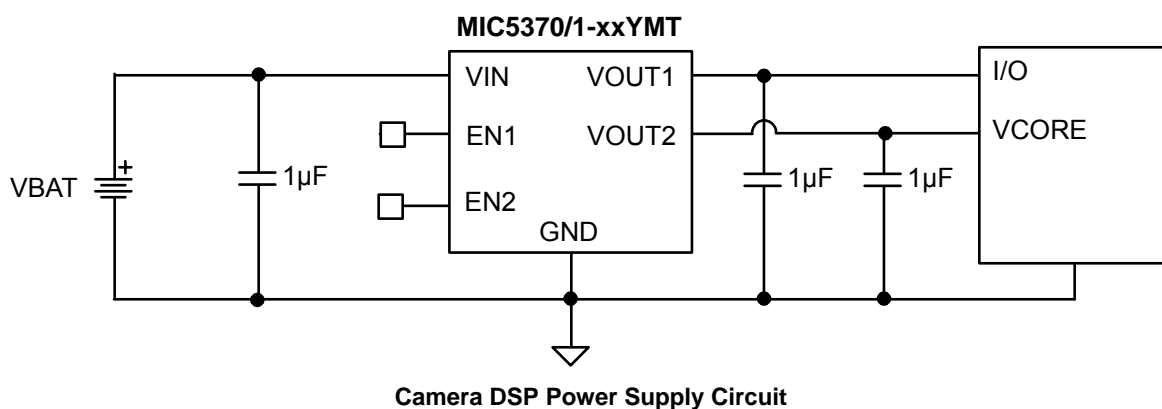 MIC5370/1-xxYMT
VIN
VOUT1
I/O
EN1
VOUT2
VCORE
VBAT
+
1µF
EN2
1µF
1µF
GND
Camera DSP Power Supply Circuit